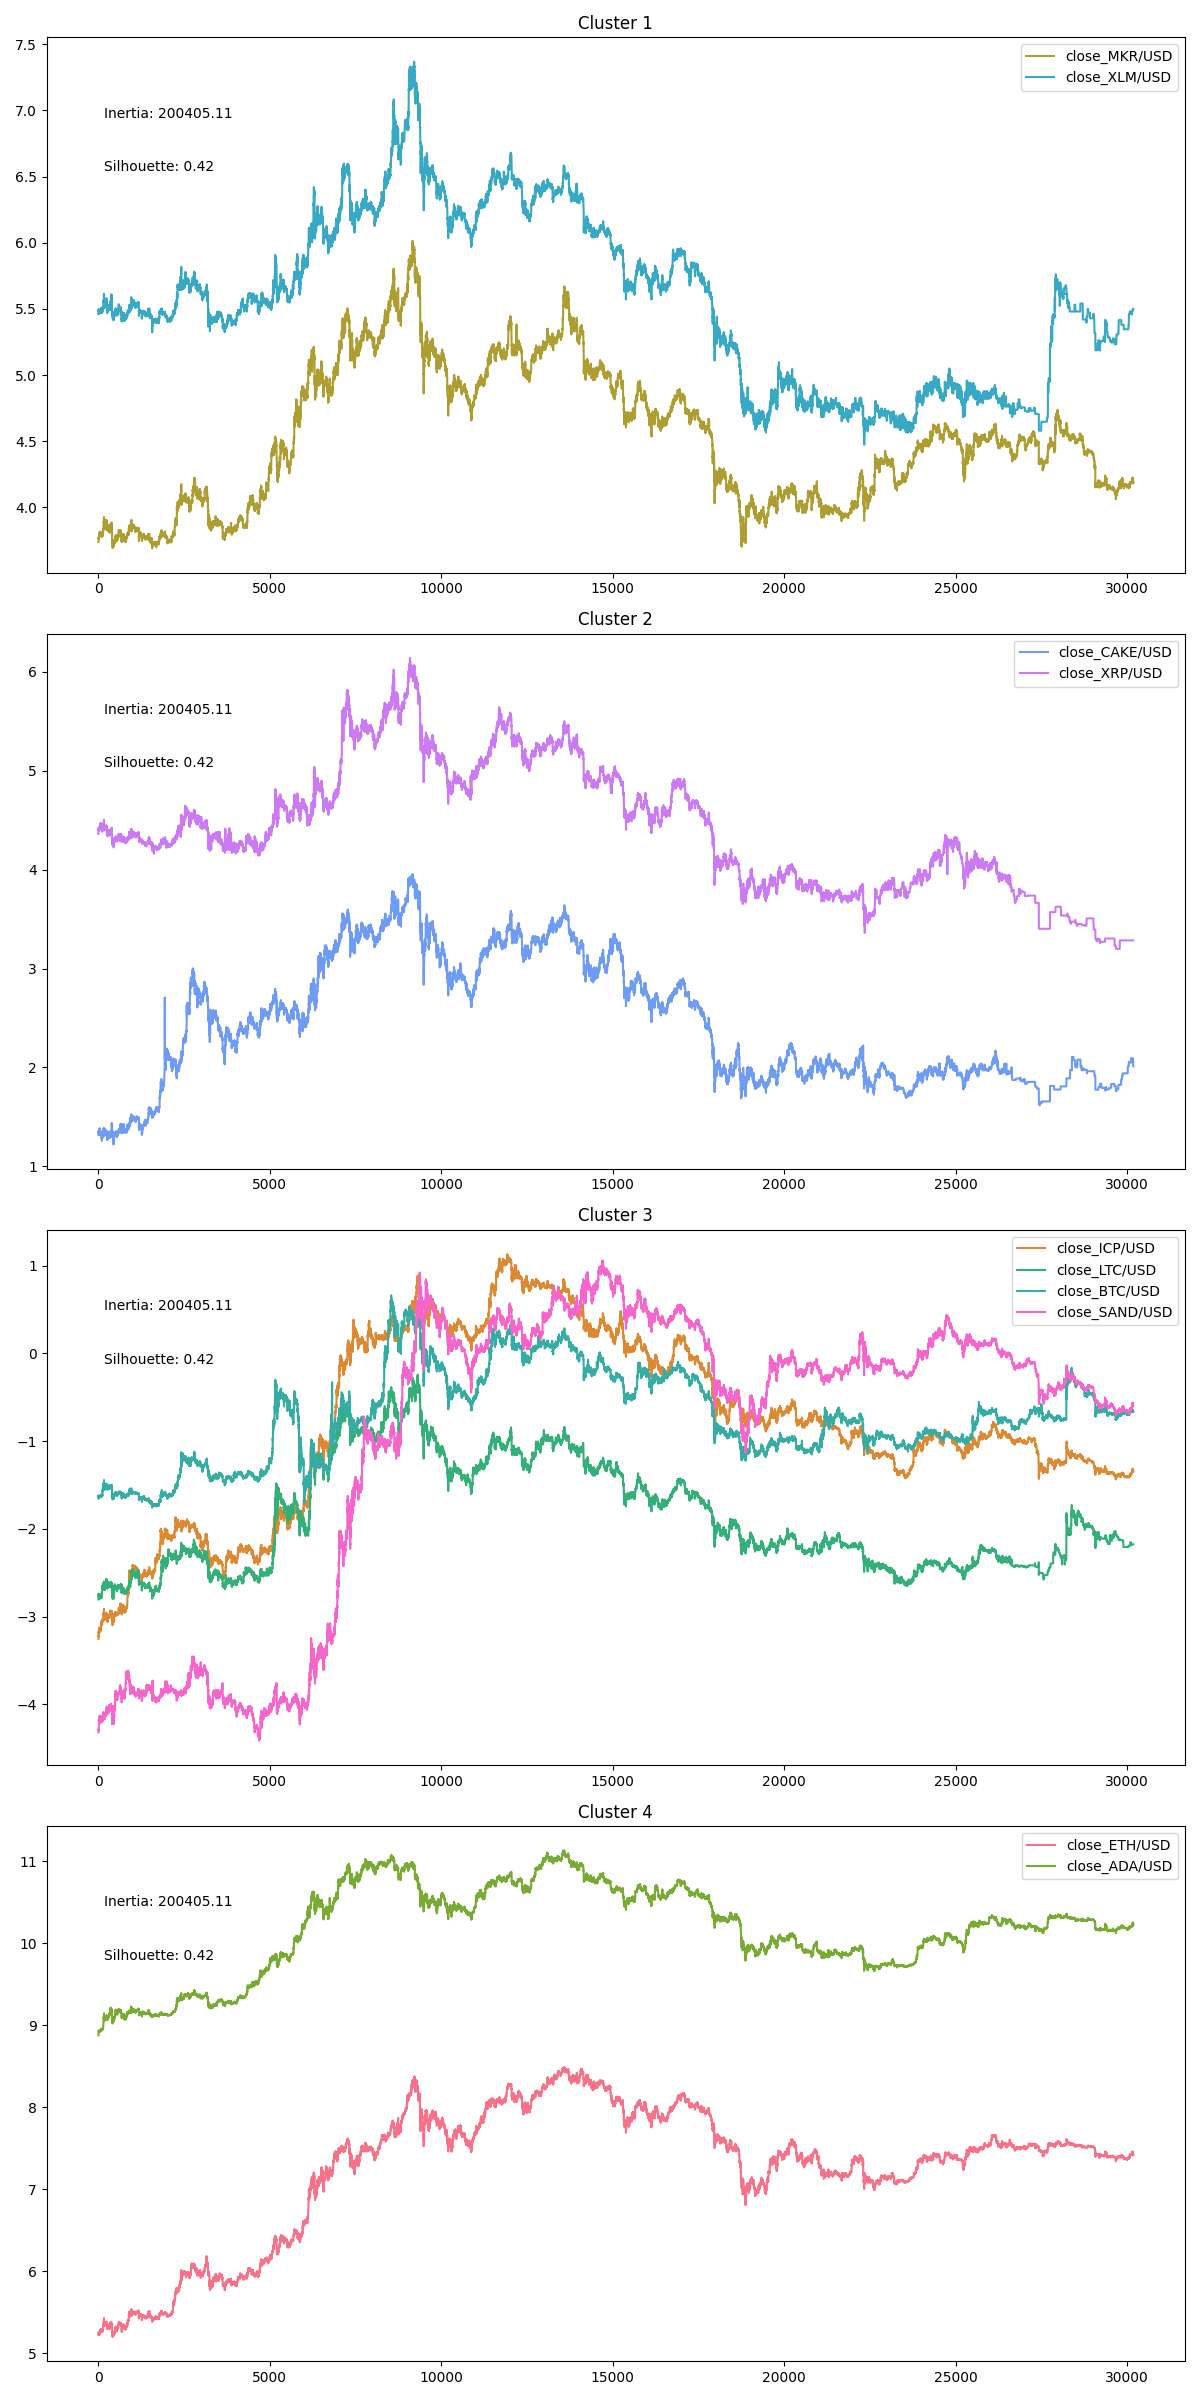 Cluster 1
7.5
7.0
6.5
6.0
5.5
5.0
4.5
4.0
Inertia: 200405.11
Silhouette: 0.42
close_MKR/USD
close_XLM/USD
0 5000 10000 15000 20000 25000 30000
Cluster 2
6
5
4
3
2
1
Inertia: 200405.11
Silhouette: 0.42
close_CAKE/USD
close_XRP/USD
0 5000 10000 15000 20000 25000 30000
Cluster 3
1
0
−1
−2
−3
−4
Inertia: 200405.11
Silhouette: 0.42
close_ICP/USD
close_LTC/USD
close_BTC/USD
close_SAND/USD
0 5000 10000 15000 20000 25000 30000
Cluster 4
11
10
9
8
7
6
5
Inertia: 200405.11
Silhouette: 0.42
close_ETH/USD
close_ADA/USD
0 5000 10000 15000 20000 25000 30000